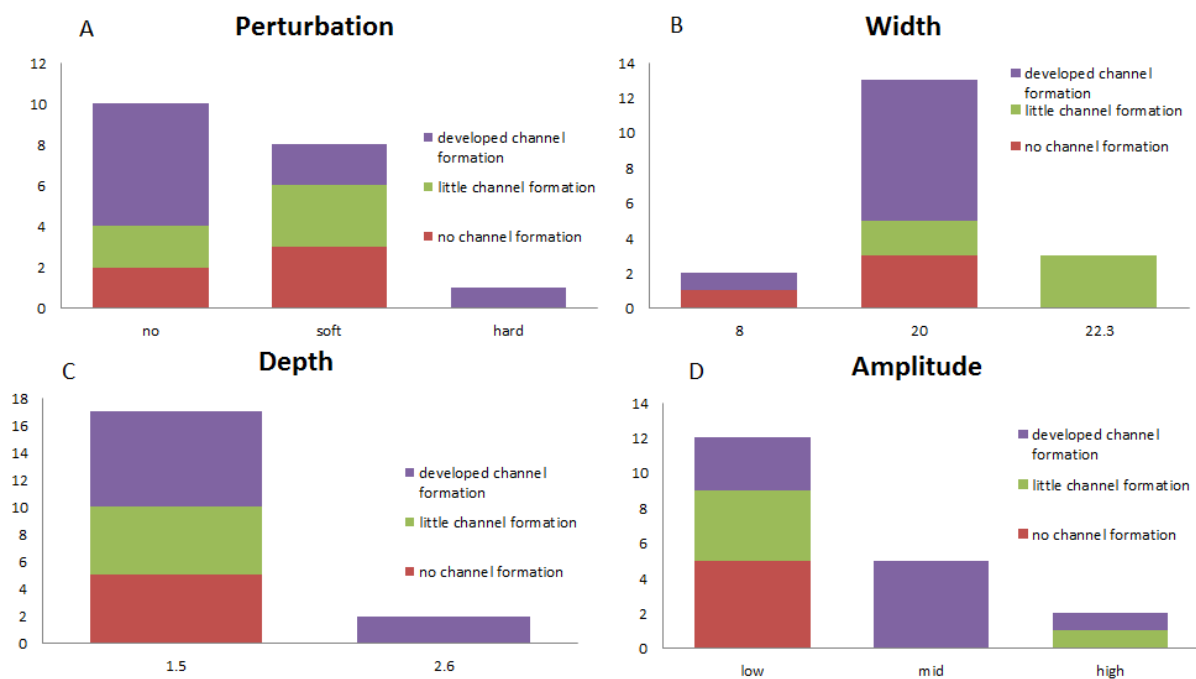 A
Perturbation
12
10
8
6
4
2
0
no
soft
hard
developed channel
formation
little channel formation
no channel formation
B
Width
14
12
10
8
6
4
2
0
8
20
22.3
developed channel
formation
little channel formation
no channel formation
C
Depth
18
16
14
12
10
8
6
4
2
0
1.5
2.6
developed channel
formation
little channel formation
no channel formation
D
Amplitude
14
12
10
8
6
4
2
0
low
mid
high
developed channel
formation
little channel formation
no channel formation